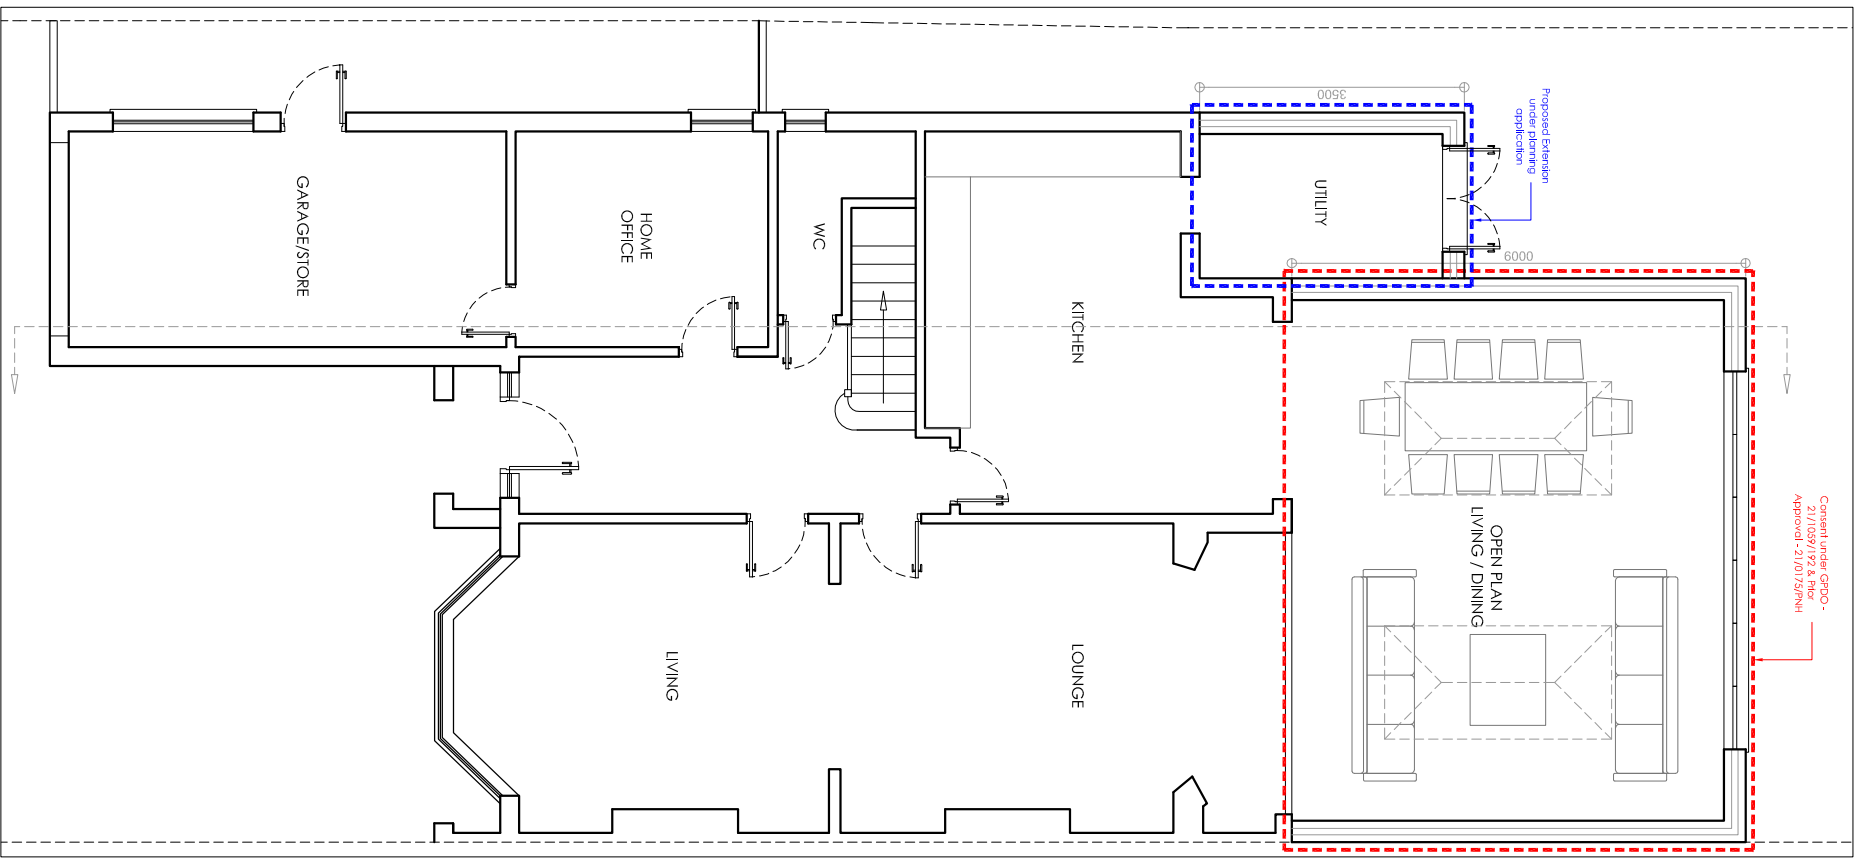 GARAGE/STORE
HOME
OFFICE
WC
KITCHEN
UTILITY
3500
Proposed Extension
under planning
application
6000
OPEN PLAN
LIVING / DINING
Consent under GPDO -
21/1059/192 & Prior
Approval - 21/0175/PNH
LIVING
LOUNGE